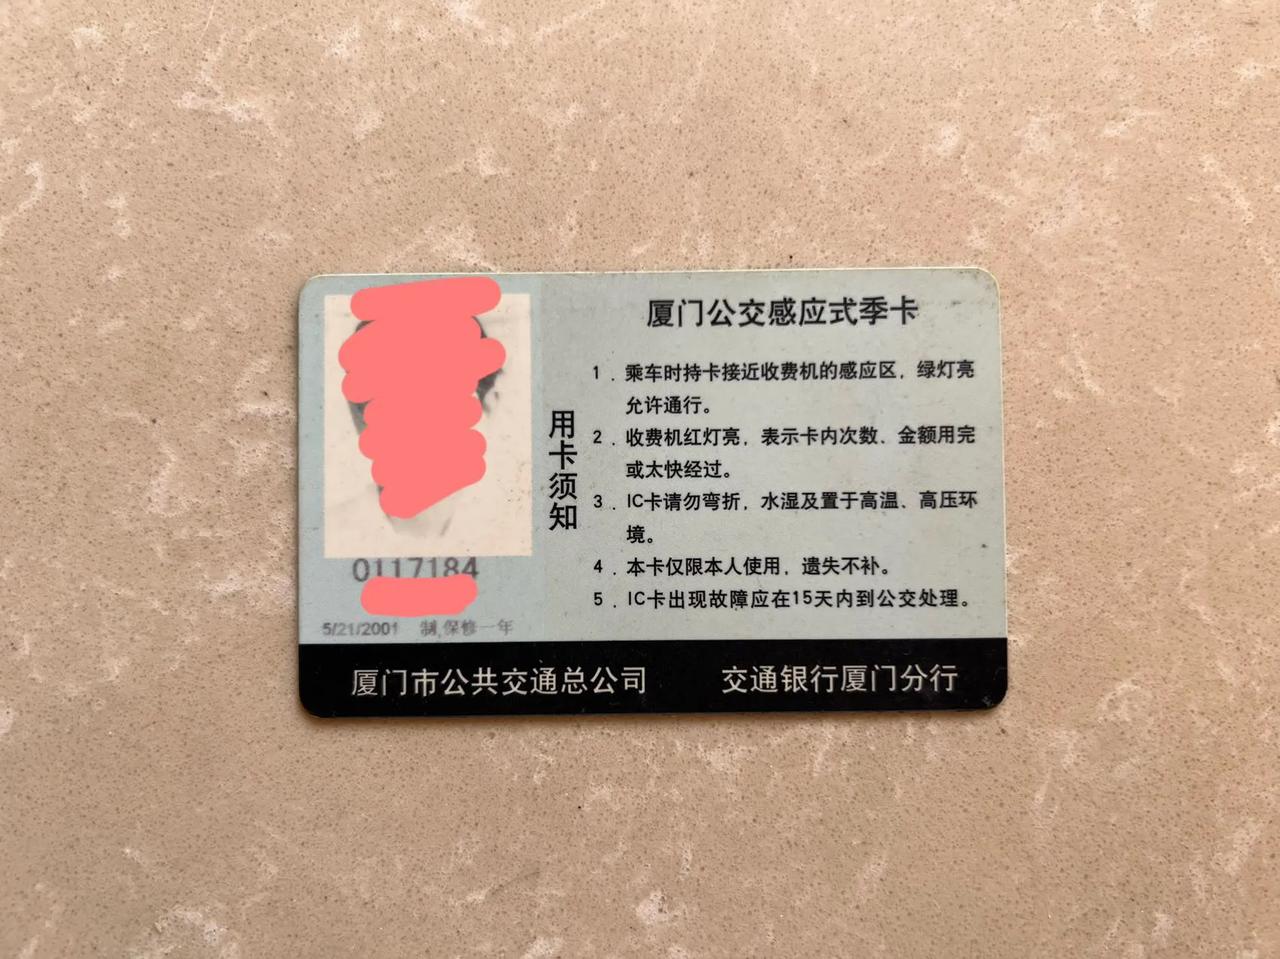 厦门公交感应式季卡
用卡须知
1．乘车时持卡接近收费机的感应区，绿灯亮
允许通行。
2．收费机红灯亮，表示卡内次数、金额用完
或太快经过。
3．IC卡请勿弯折，水湿及置于高温、高压环
境。
4．本卡仅限本人使用，遗失不补。
5．IC卡出现故障应在15天内到公交处理。
0117184
5/21/2001 制,保修一年
厦门市公共交通总公司 交通银行厦门分行